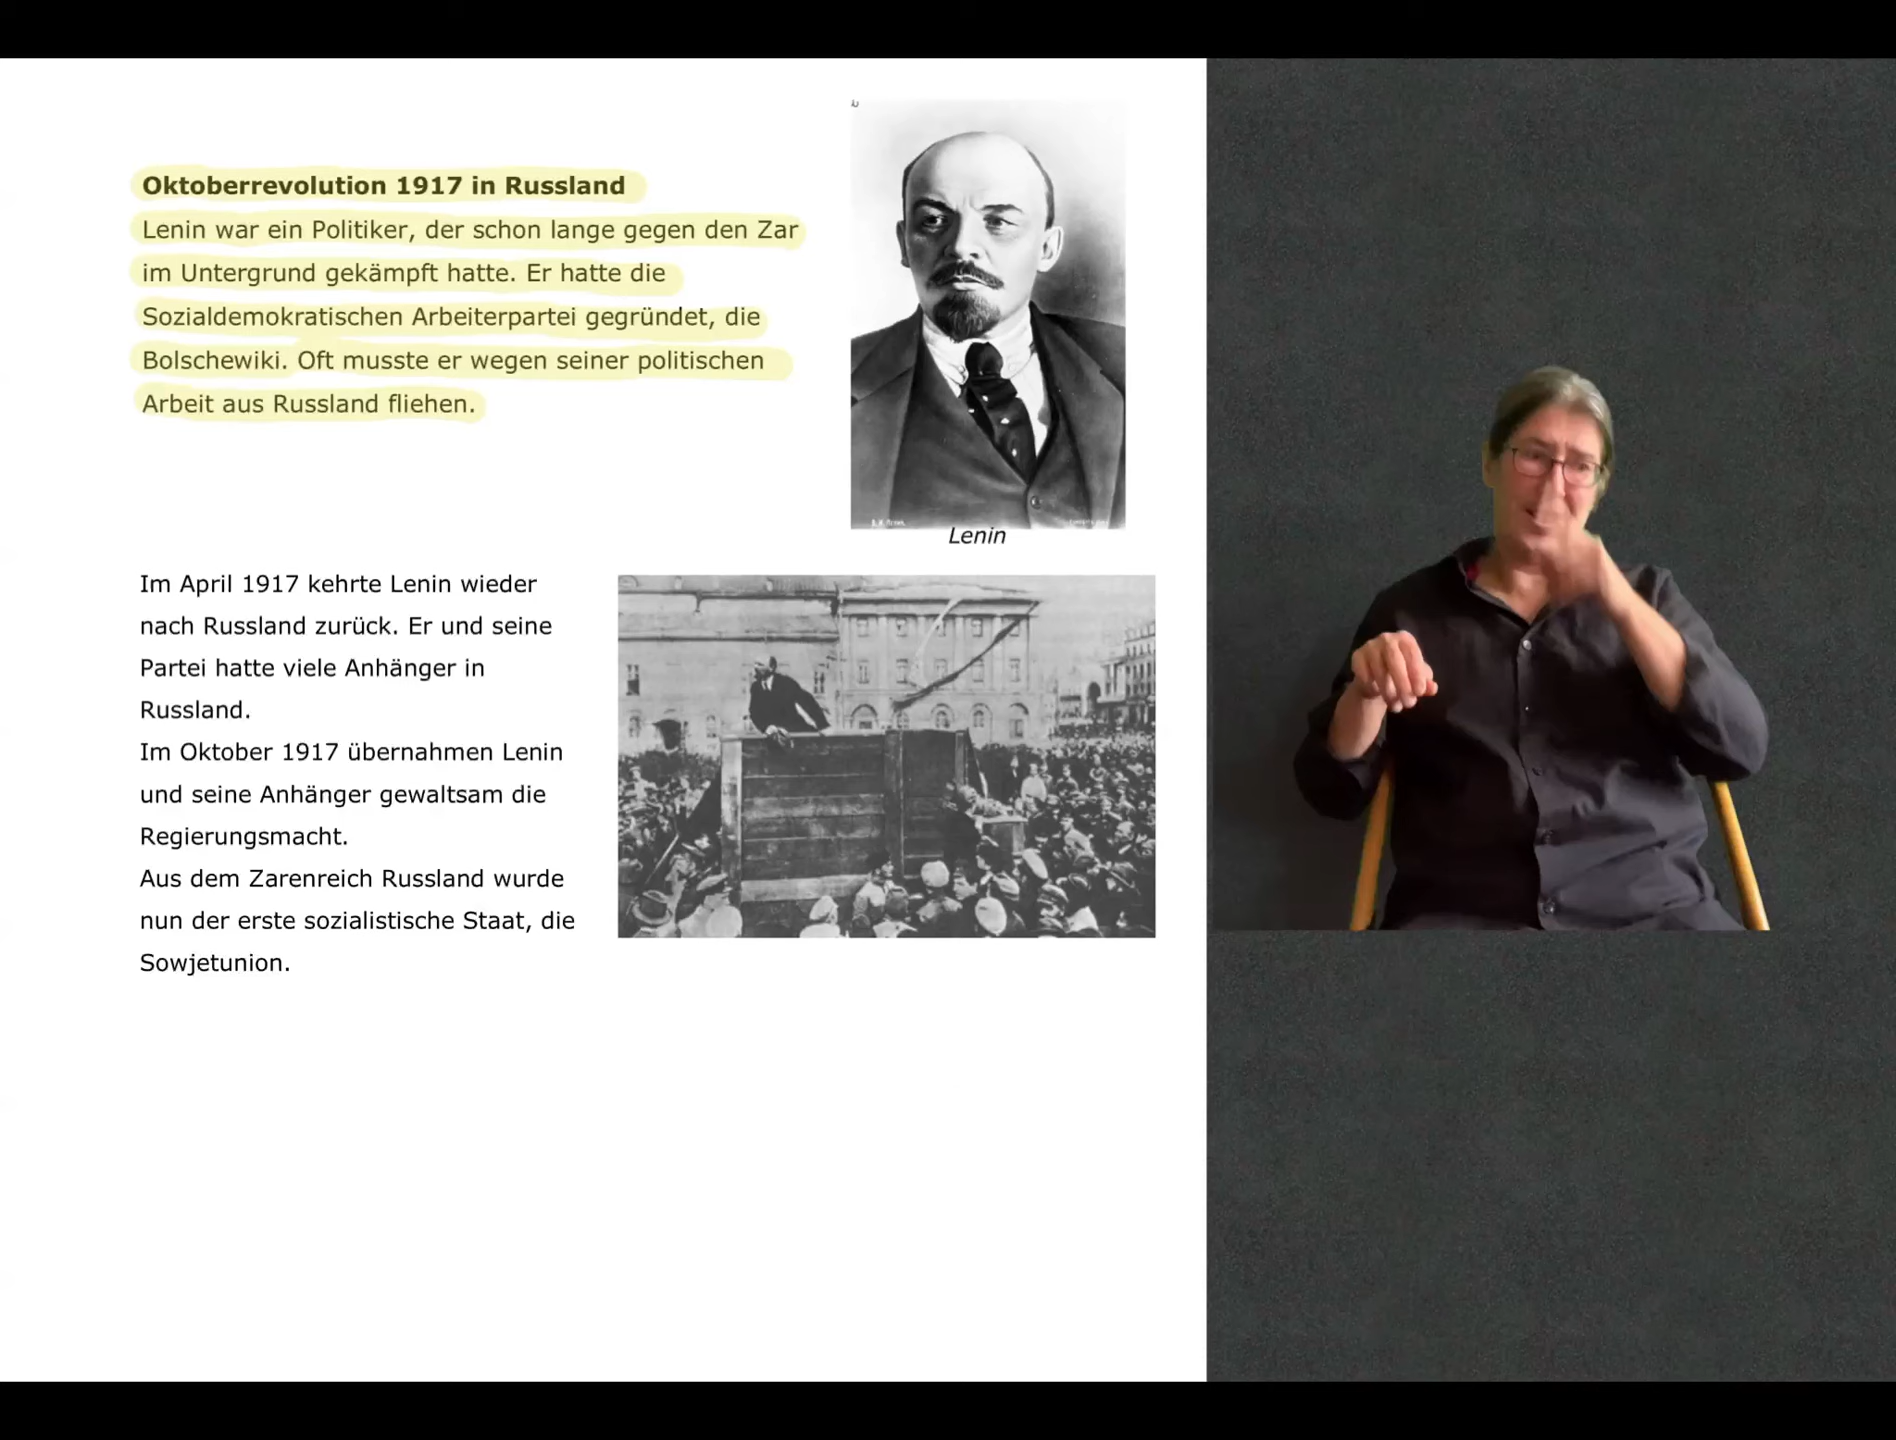 Oktoberrevolution 1917 in Russland
Lenin war ein Politiker, der schon lange gegen den Zar
im Untergrund gekämpft hatte. Er hatte die
Sozialdemokratischen Arbeiterpartei gegründet, die
Bolschewiki. Oft musste er wegen seiner politischen
Arbeit aus Russland fliehen.
Lenin
Im April 1917 kehrte Lenin wieder
nach Russland zurück. Er und seine
Partei hatte viele Anhänger in
Russland.
Im Oktober 1917 übernahmen Lenin
und seine Anhänger gewaltsam die
Regierungsmacht.
Aus dem Zarenreich Russland wurde
nun der erste sozialistische Staat, die
Sowjetunion.